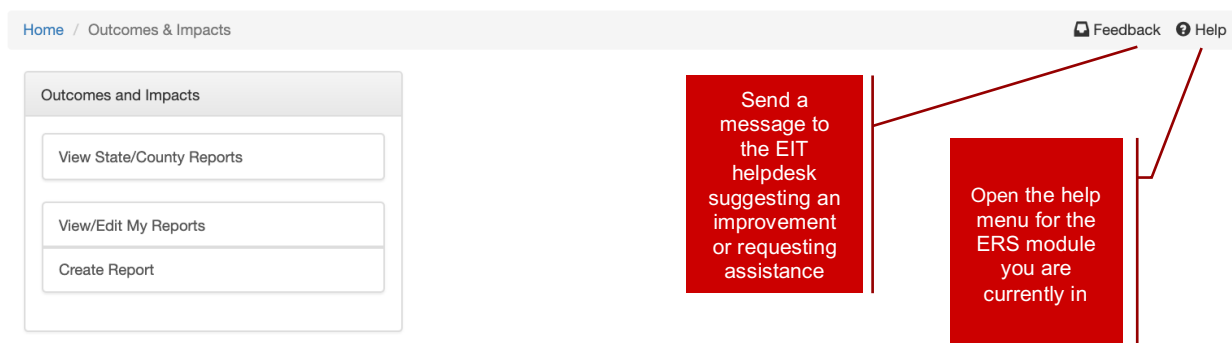 Home / Outcomes & Impacts
Feedback
Help
Outcomes and Impacts
View State/County Reports
View/Edit My Reports
Create Report
Send a
message to
the EIT
helpdesk
suggesting an
improvement
or requesting
assistance
Open the help
menu for the
ERS module
you are
currently in